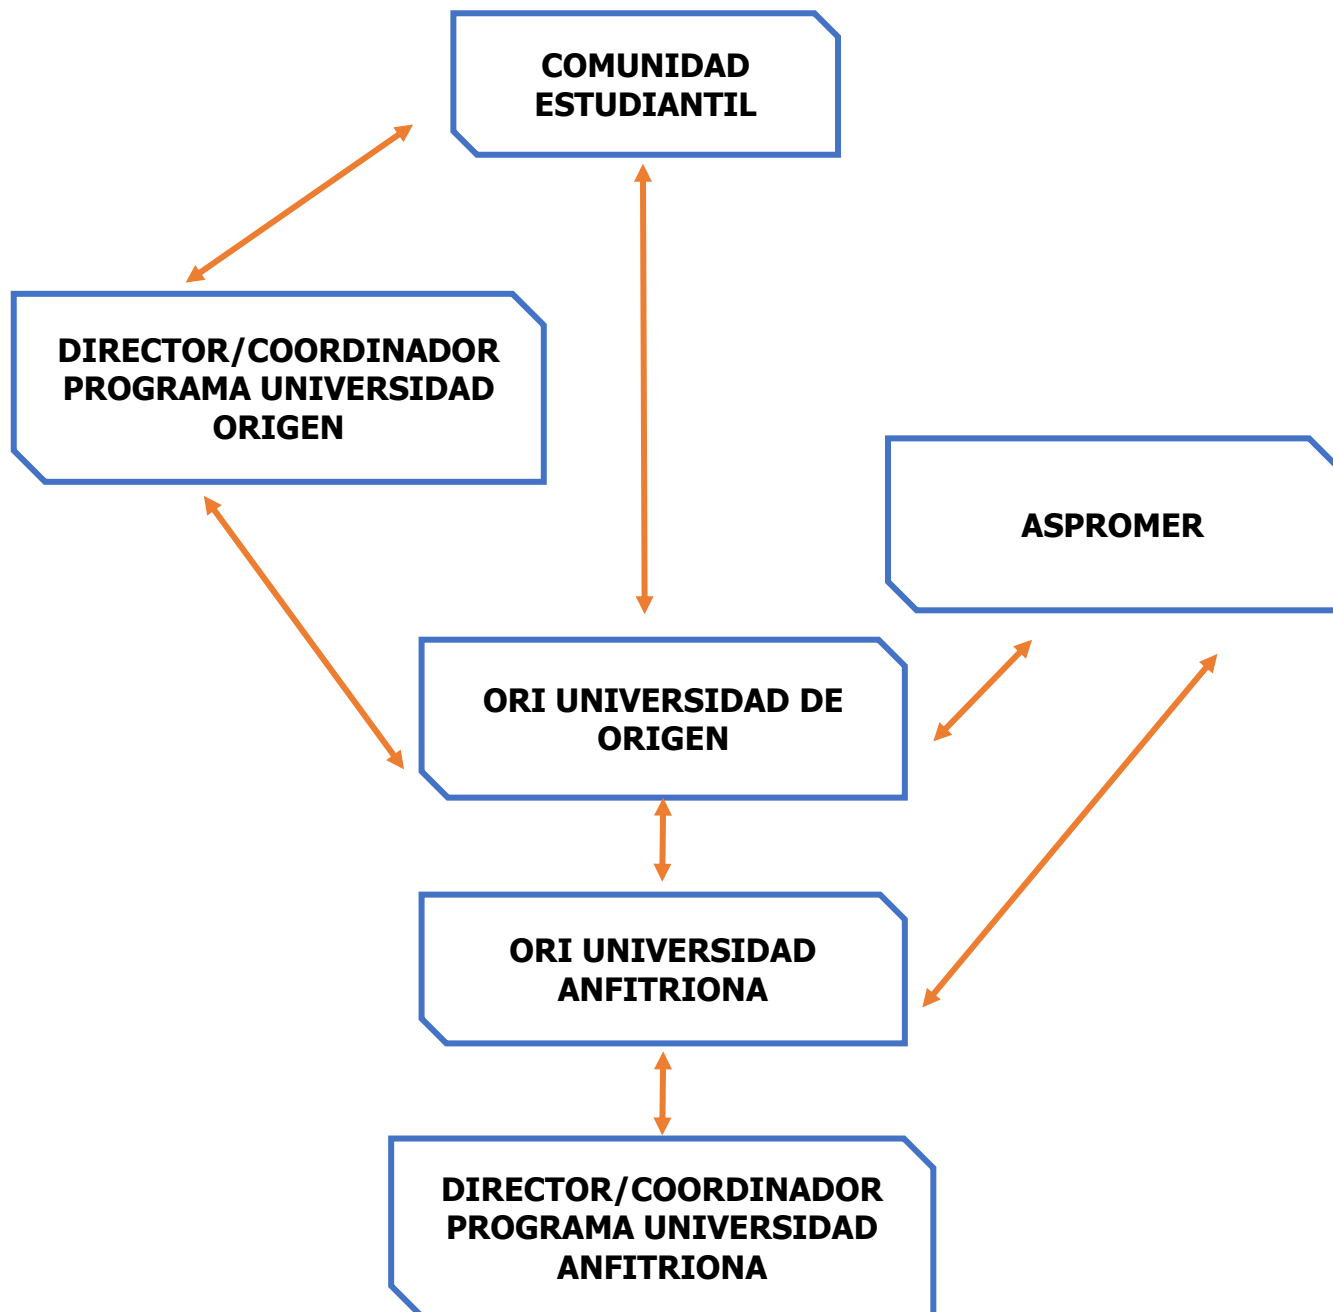 COMUNIDAD
ESTUDIANTIL
DIRECTOR/COORDINADOR
PROGRAMA UNIVERSIDAD
ORIGEN
ASPROMER
ORI UNIVERSIDAD DE
ORIGEN
ORI UNIVERSIDAD
ANFITRIONA
DIRECTOR/COORDINADOR
PROGRAMA UNIVERSIDAD
ANFITRIONA